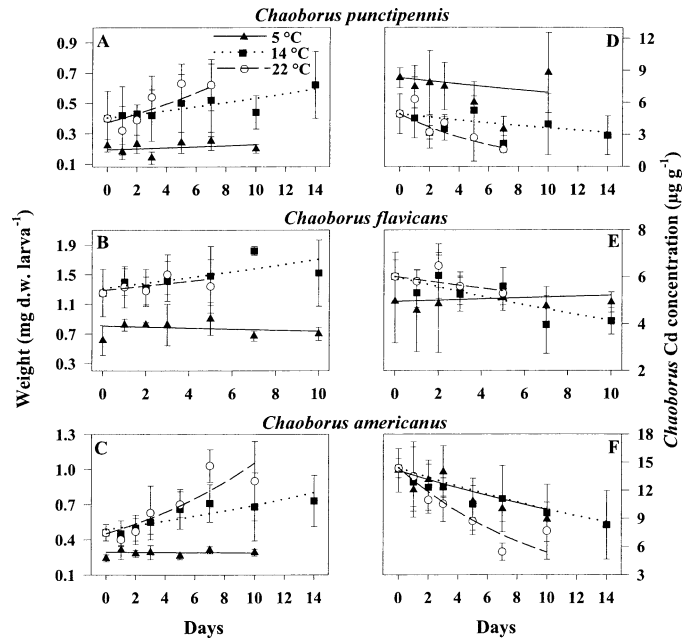 Chaoborus punctipennis
A
5 °C
14 °C
22 °C
0.9
0.7
0.5
0.3
0.1
0 2 4 6 8 10 12 14
D
12
9
6
3
0
0 2 4 6 8 10 12 14
Chaoborus flavicans
B
1.9
1.5
1.1
0.7
0.3
0 2 4 6 8 10
E
8
6
4
2
0 2 4 6 8 10
Chaoborus americanus
C
1.3
1.0
0.7
0.4
0.1
0 2 4 6 8 10 12 14
F
18
15
12
9
6
3
0 2 4 6 8 10 12 14
Weight (mg d.w. larva⁻¹)
Chaoborus Cd concentration (µg g⁻¹)
Days
Days